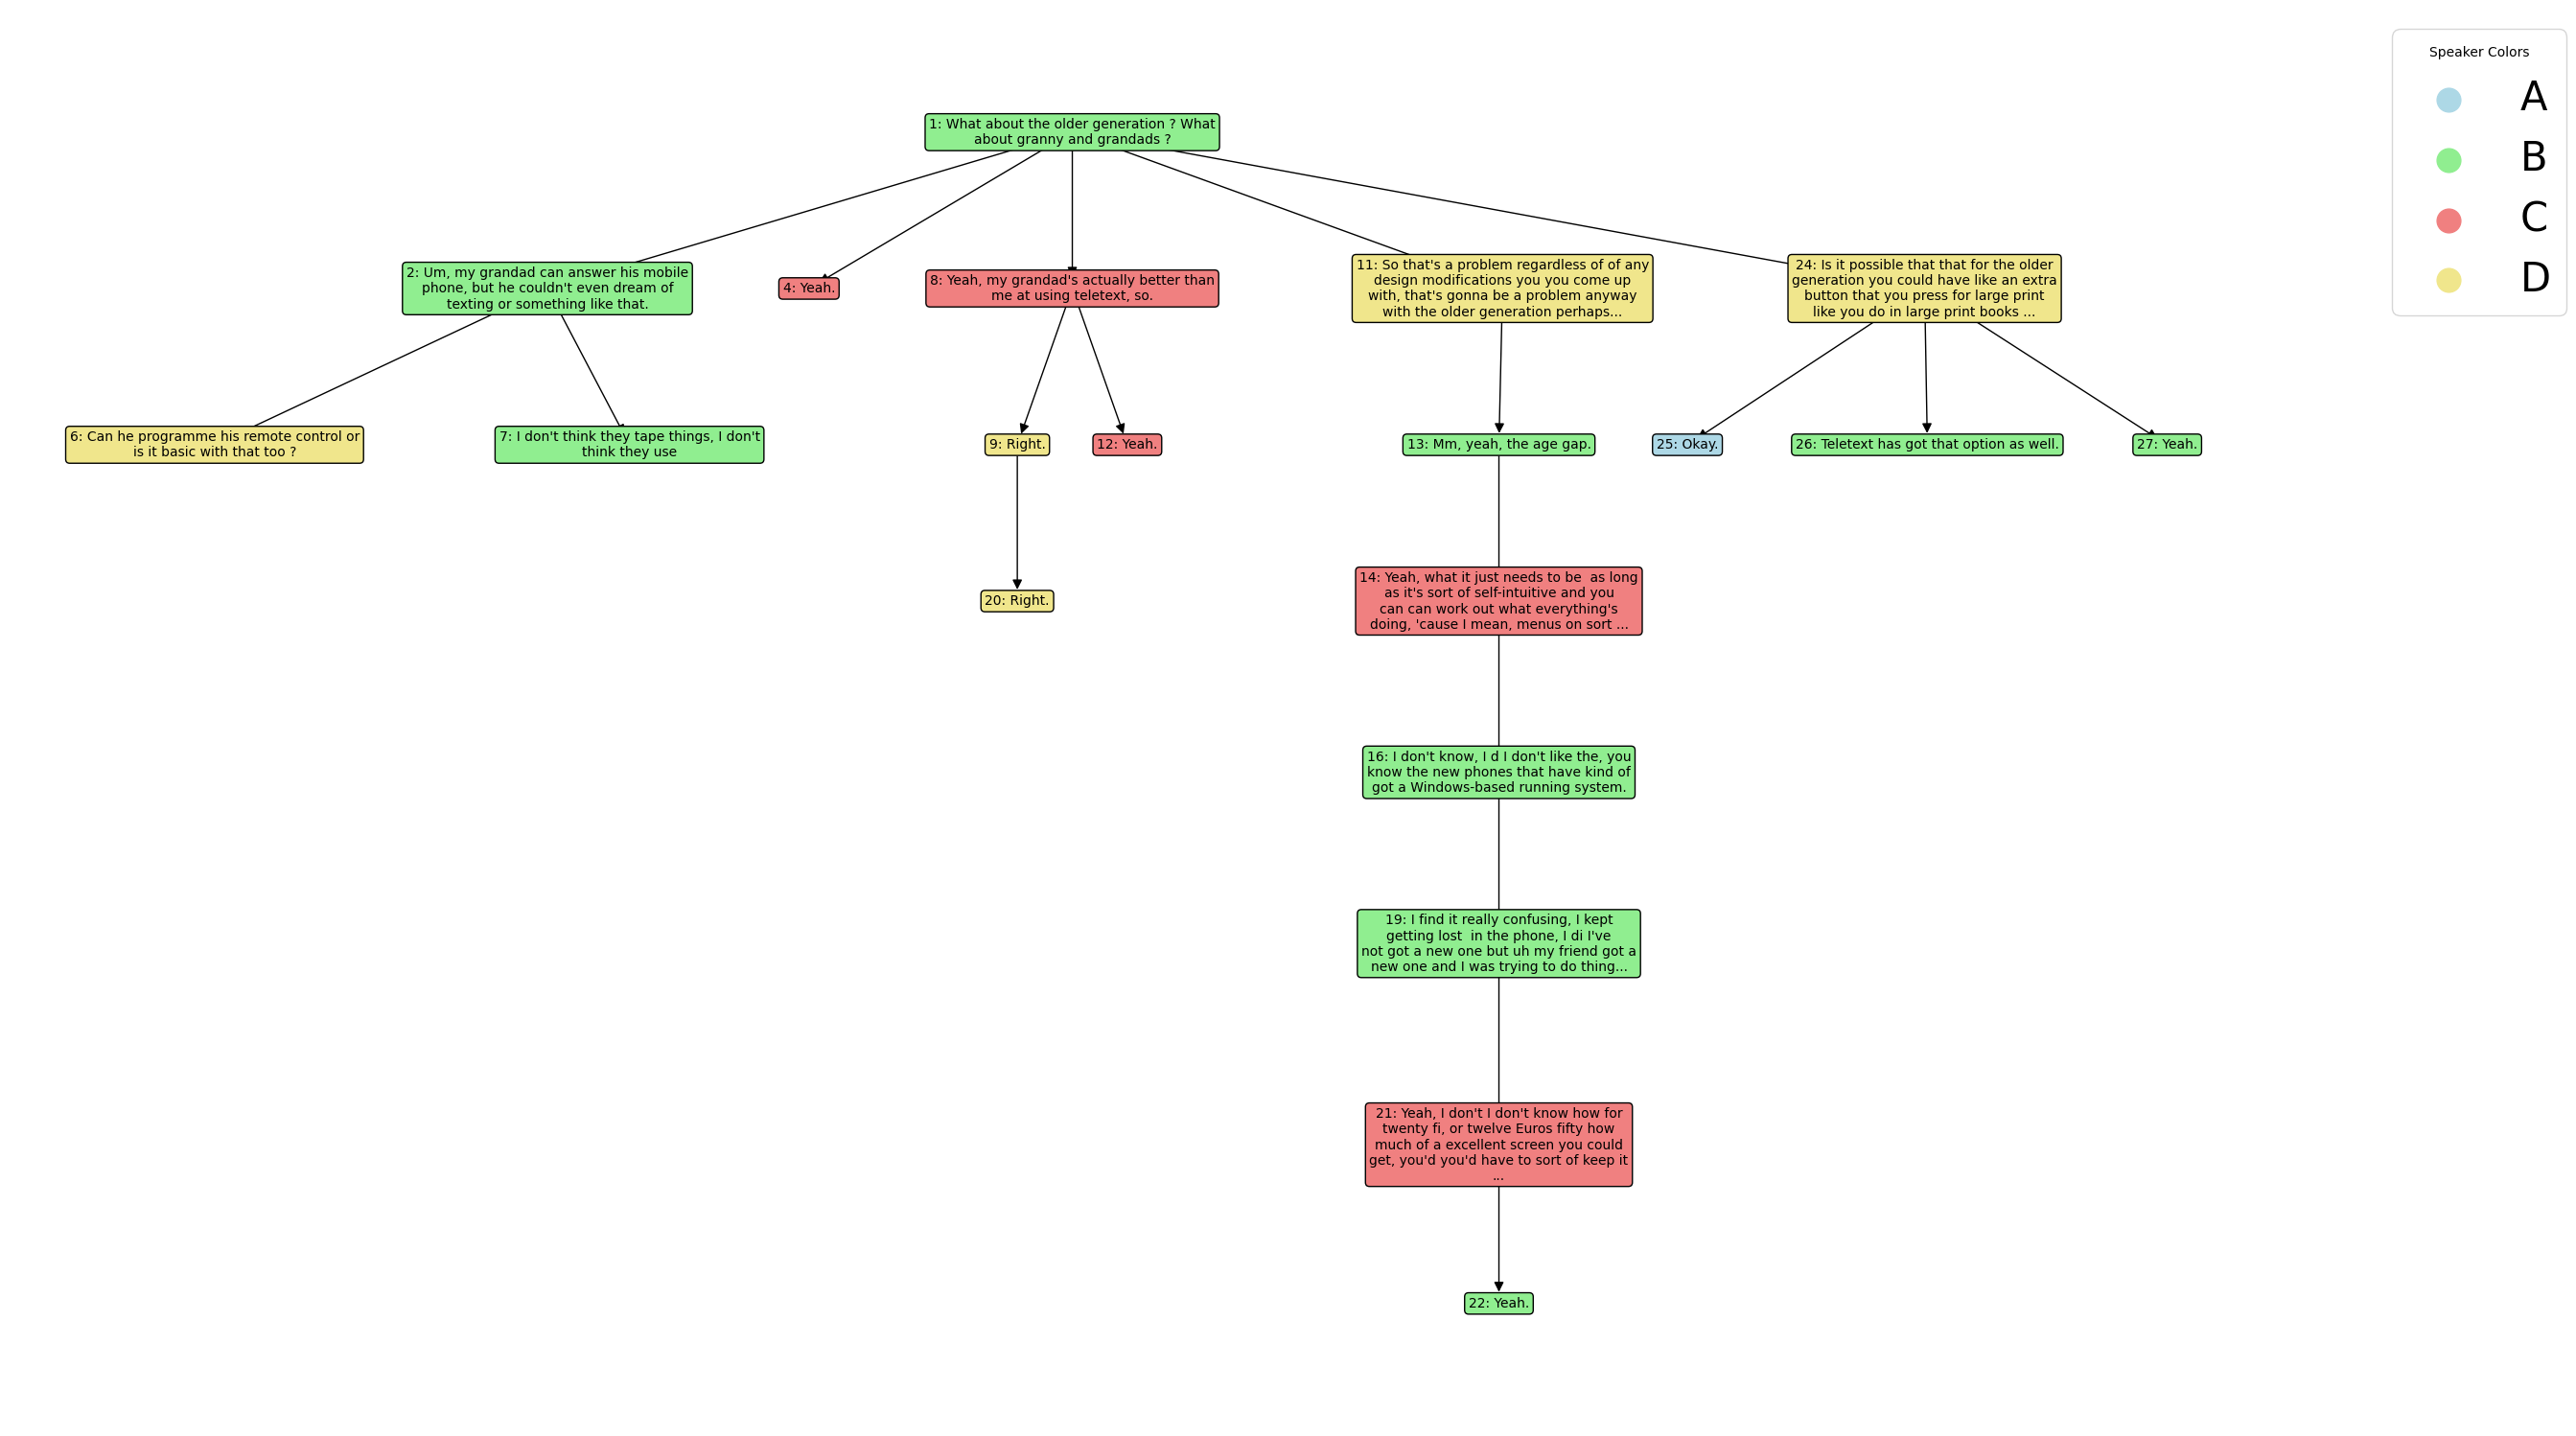 Speaker Colors
A
B
C
D
1: What about the older generation ? What
about granny and grandads ?
2: Um, my grandad can answer his mobile
phone, but he couldn't even dream of
texting or something like that.
4: Yeah.
8: Yeah, my grandad's actually better than
me at using teletext, so.
11: So that's a problem regardless of of any
design modifications you you come up
with, that's gonna be a problem anyway
with the older generation perhaps...
24: Is it possible that that for the older
generation you could have like an extra
button that you press for large print
like you do in large print books ...
6: Can he programme his remote control or
is it basic with that too ?
7: I don't think they tape things, I don't
think they use
9: Right.
12: Yeah.
13: Mm, yeah, the age gap.
25: Okay.
26: Teletext has got that option as well.
27: Yeah.
20: Right.
14: Yeah, what it just needs to be  as long
as it's sort of self-intuitive and you
can can work out what everything's
doing, 'cause I mean, menus on sort ...
16: I don't know, I d I don't like the, you
know the new phones that have kind of
got a Windows-based running system.
19: I find it really confusing, I kept
getting lost  in the phone, I di I've
not got a new one but uh my friend got a
new one and I was trying to do thing...
21: Yeah, I don't I don't know how for
twenty fi, or twelve Euros fifty how
much of a excellent screen you could
get, you'd you'd have to sort of keep it
...
22: Yeah.